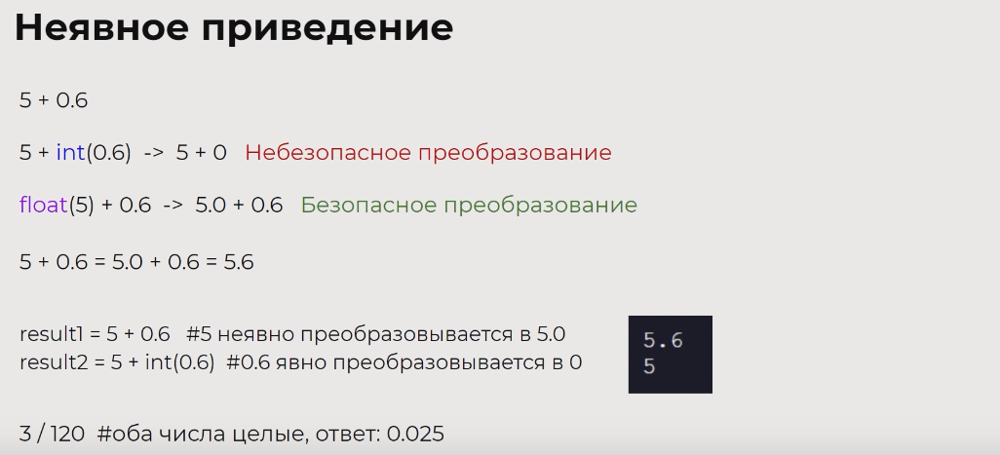 Неявное приведение
5 + 0.6
5 + int(0.6) -> 5 + 0 Небезопасное преобразование
float(5) + 0.6 -> 5.0 + 0.6 Безопасное преобразование
5 + 0.6 = 5.0 + 0.6 = 5.6
result1 = 5 + 0.6 #5 неявно преобразовывается в 5.0
result2 = 5 + int(0.6) #0.6 явно преобразовывается в 0
5.6
5
3 / 120 #оба числа целые, ответ: 0.025